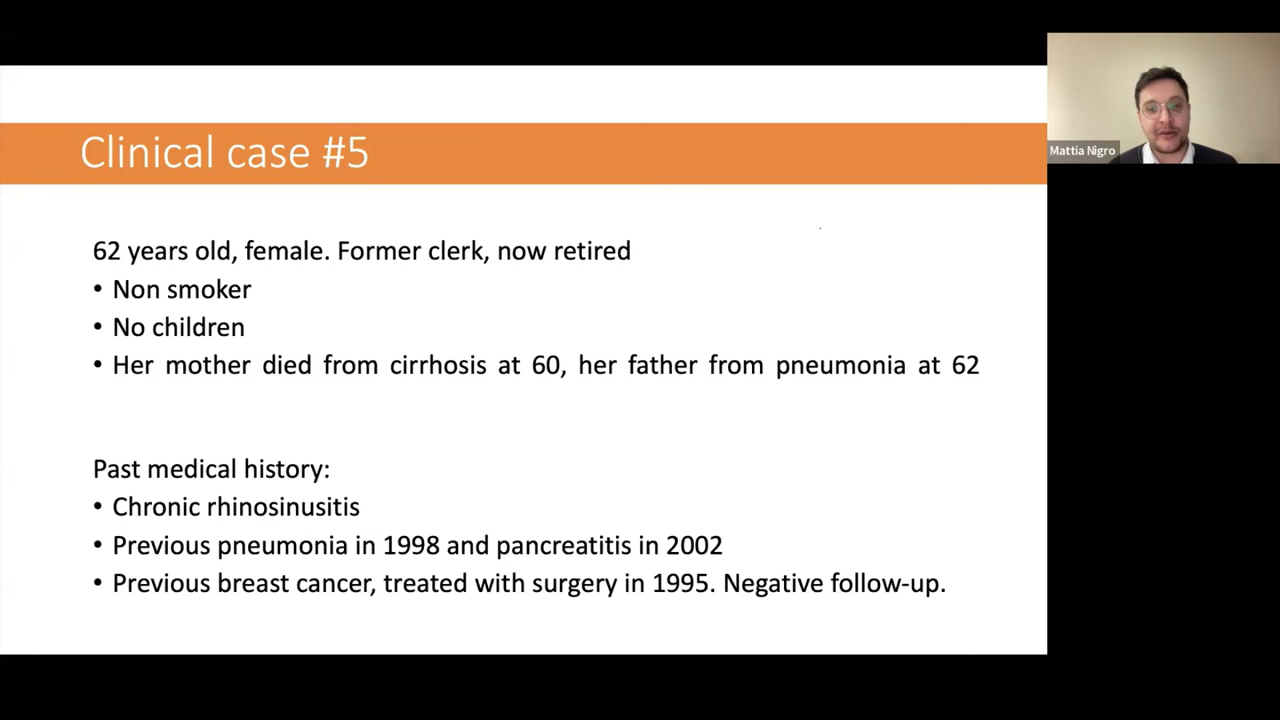 Clinical case #5
Mattia Nigro
62 years old, female. Former clerk, now retired
• Non smoker
• No children
• Her mother died from cirrhosis at 60, her father from pneumonia at 62
Past medical history:
• Chronic rhinosinusitis
• Previous pneumonia in 1998 and pancreatitis in 2002
• Previous breast cancer, treated with surgery in 1995. Negative follow-up.